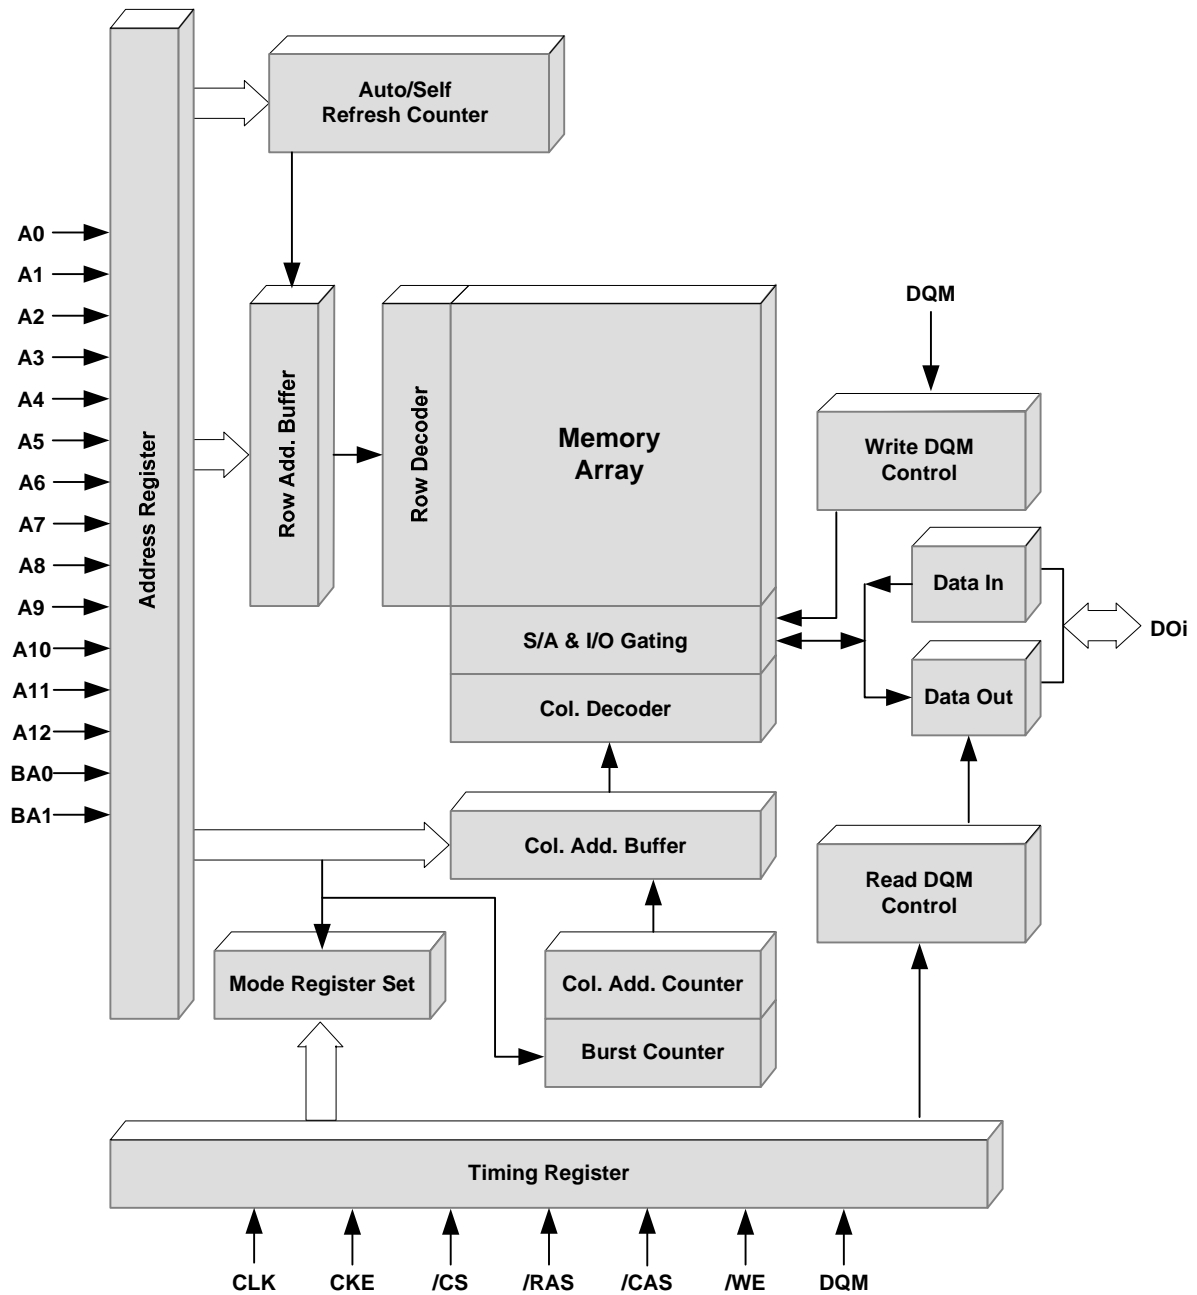 Auto/Self
Refresh Counter
A0
A1
A2
A3
A4
A5
A6
A7
A8
A9
A10
A11
A12
BA0
BA1
Address Register
Row Add. Buffer
Row Decoder
Memory
Array
S/A & I/O Gating
Col. Decoder
DQM
Write DQM
Control
Data In
Data Out
DOi
Col. Add. Buffer
Read DQM
Control
Mode Register Set
Col. Add. Counter
Burst Counter
Timing Register
CLK
CKE
/CS
/RAS
/CAS
/WE
DQM